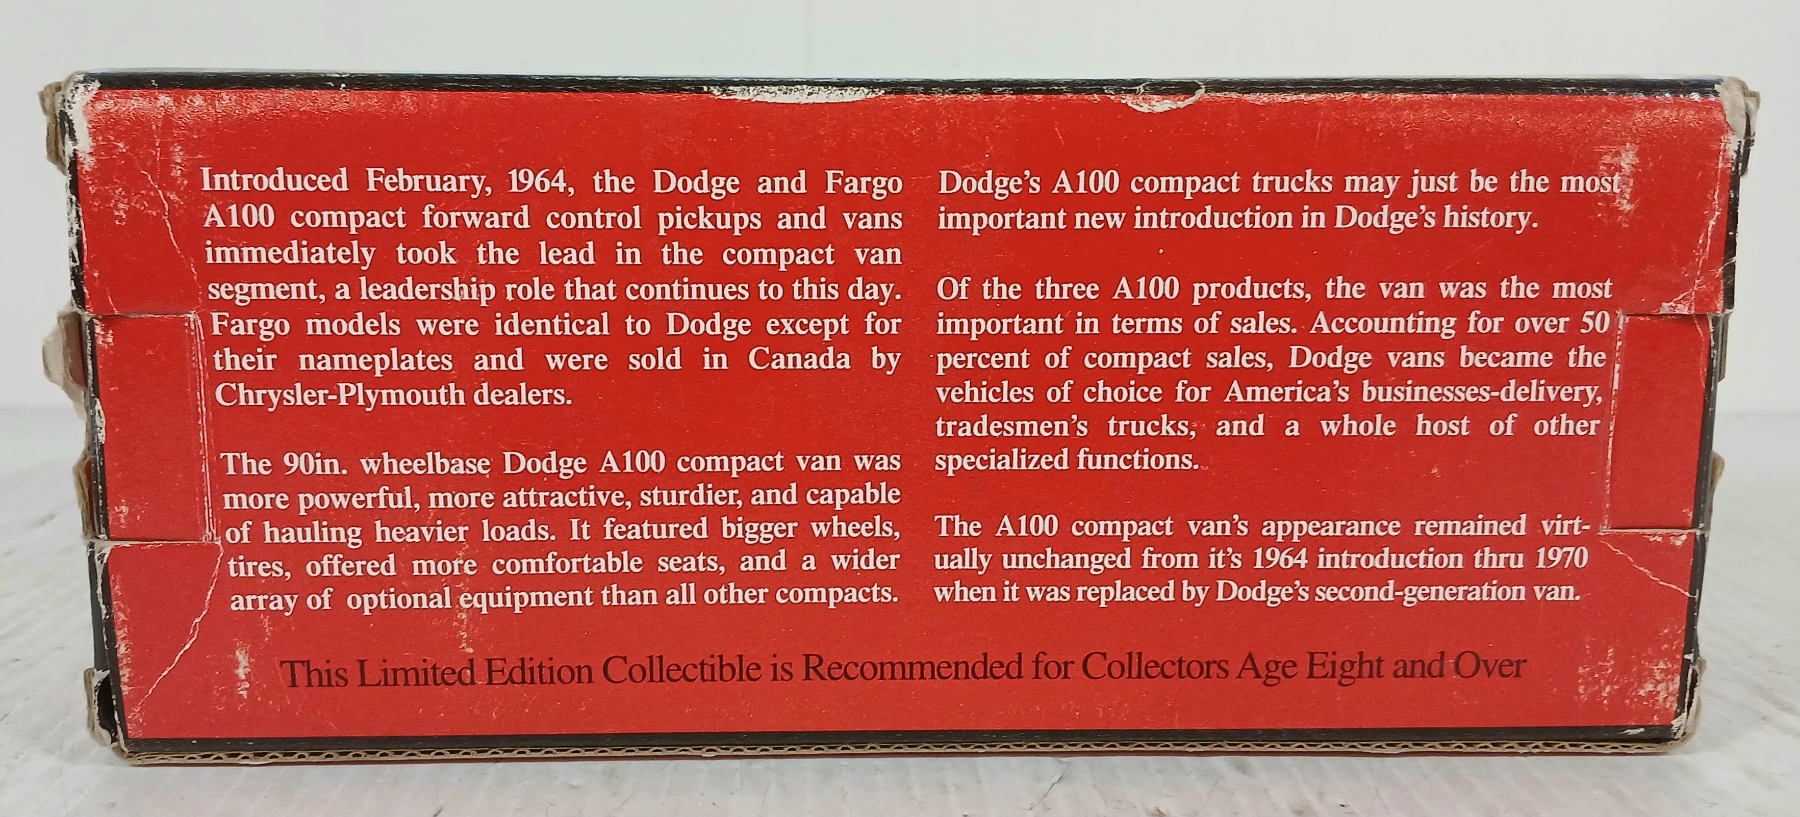 Introduced February, 1964, the Dodge and Fargo
A100 compact forward control pickups and vans
immediately took the lead in the compact van
segment, a leadership role that continues to this day.
Fargo models were identical to Dodge except for
their nameplates and were sold in Canada by
Chrysler-Plymouth dealers.
The 90in. wheelbase Dodge A100 compact van was
more powerful, more attractive, sturdier, and capable
of hauling heavier loads. It featured bigger wheels,
tires, offered more comfortable seats, and a wider
array of optional equipment than all other compacts.
Dodge's A100 compact trucks may just be the most
important new introduction in Dodge's history.
Of the three A100 products, the van was the most
important in terms of sales. Accounting for over 50
percent of compact sales, Dodge vans became the
vehicles of choice for America's businesses-delivery,
tradesmen's trucks, and a whole host of other
specialized functions.
The A100 compact van's appearance remained virt-
ually unchanged from it's 1964 introduction thru 1970
when it was replaced by Dodge's second-generation van.
This Limited Edition Collectible is Recommended for Collectors Age Eight and Over